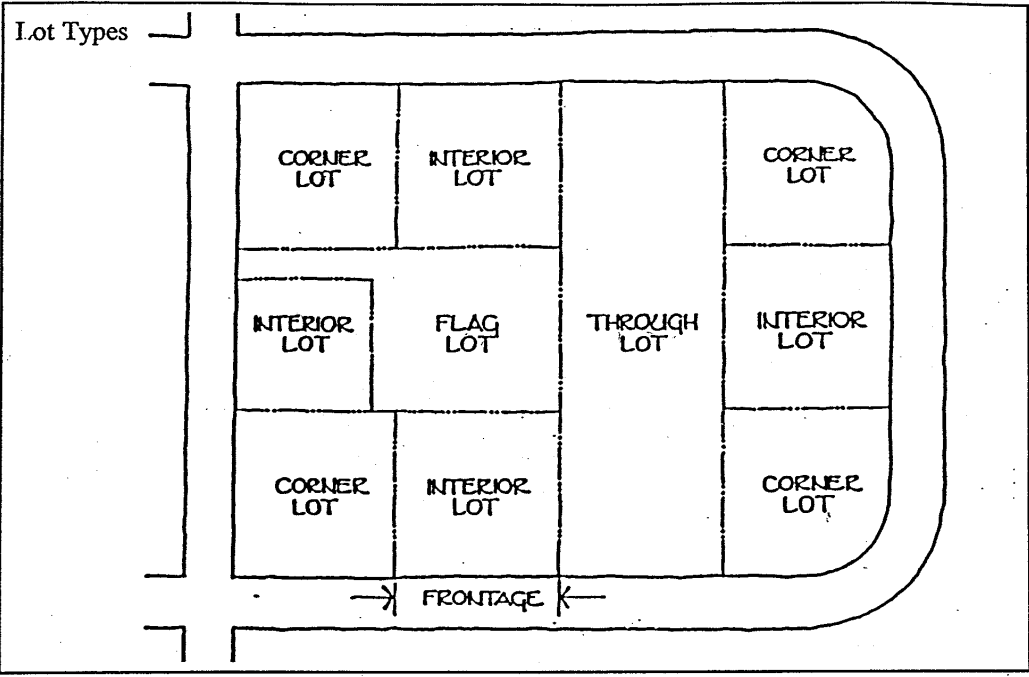 Lot Types
CORNER
LOT
INTERIOR
LOT
CORNER
LOT
INTERIOR
LOT
FLAG
LOT
THROUGH
LOT
INTERIOR
LOT
CORNER
LOT
INTERIOR
LOT
CORNER
LOT
FRONTAGE